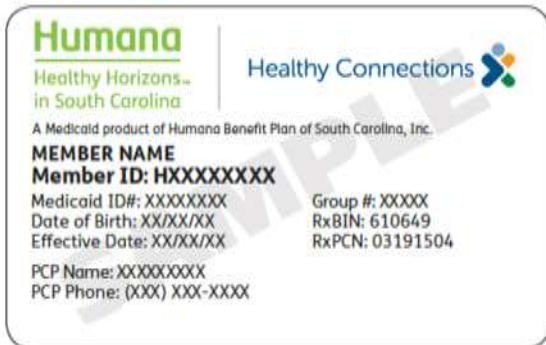 Humana
Healthy Horizons℠
in South Carolina
Healthy Connections
A Medicaid product of Humana Benefit Plan of South Carolina, Inc.
MEMBER NAME
Member ID: HXXXXXXXX
Medicaid ID#: XXXXXXXX
Date of Birth: XX/XX/XX
Effective Date: XX/XX/XX
Group #: XXXXX
RxBIN: 610649
RxPCN: 03191504
PCP Name: XXXXXXXXX
PCP Phone: (XXX) XXX-XXXX
SAMPLE